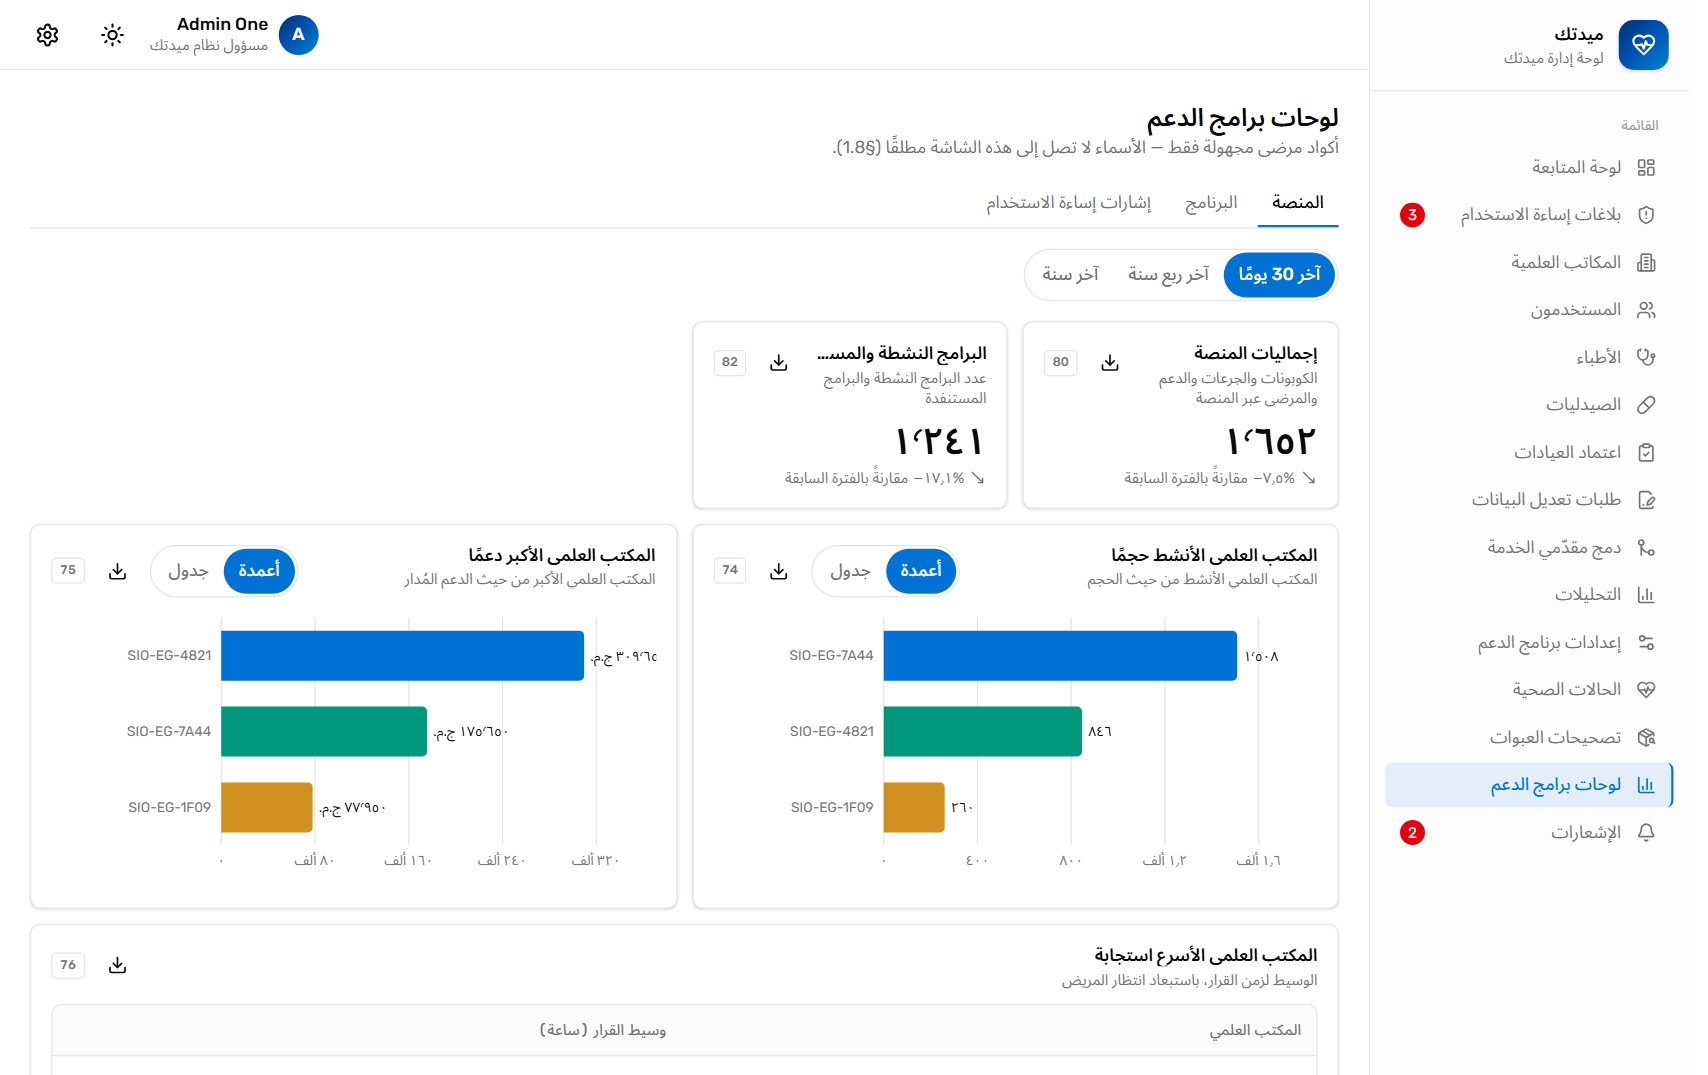 ميدتك
لوحة إدارة ميدتك
Admin One
مسؤول نظام ميدتك
A
القائمة
لوحة المتابعة
بلاغات إساءة الاستخدام
3
المكاتب العلمية
المستخدمون
الأطباء
الصيدليات
اعتماد العيادات
طلبات تعديل البيانات
دمج مقدّمي الخدمة
التحليلات
إعدادات برنامج الدعم
الحالات الصحية
تصحيحات العبوات
لوحات برامج الدعم
الإشعارات
2
لوحات برامج الدعم
أكواد مرضى مجهولة فقط — الأسماء لا تصل إلى هذه الشاشة مطلقًا (§1.8).
المنصة
البرنامج
إشارات إساءة الاستخدام
آخر 30 يومًا
آخر ربع سنة
آخر سنة
إجماليات المنصة
80
الكوبونات والجرعات والدعم
والمرضى عبر المنصة
١٬٦٥٢
↘ ‎−٧٫٥% مقارنةً بالفترة السابقة
البرامج النشطة والمسـ...
82
عدد البرامج النشطة والبرامج
المستنفدة
١٬٢٤١
↘ ‎−١٧٫١% مقارنةً بالفترة السابقة
المكتب العلمي الأنشط حجمًا
المكتب العلمي الأنشط من حيث الحجم
أعمدة
جدول
74
SIO-EG-7A44
١٬٥٠٨
SIO-EG-4821
٨٤٦
SIO-EG-1F09
٢٦٠
٠
٤٠٠
٨٠٠
١٫٢ ألف
١٫٦ ألف
المكتب العلمي الأكبر دعمًا
المكتب العلمي الأكبر من حيث الدعم المُدار
أعمدة
جدول
75
SIO-EG-4821
٣٠٩٬٦٥ ج.م.
SIO-EG-7A44
١٧٥٬٦٥٠ ج.م.
SIO-EG-1F09
٧٧٬٩٥٠ ج.م.
٠
٨٠ ألف
١٦٠ ألف
٢٤٠ ألف
٣٢٠ ألف
المكتب العلمي الأسرع استجابة
76
الوسيط لزمن القرار، باستبعاد انتظار المريض
المكتب العلمي
وسيط القرار (ساعة)